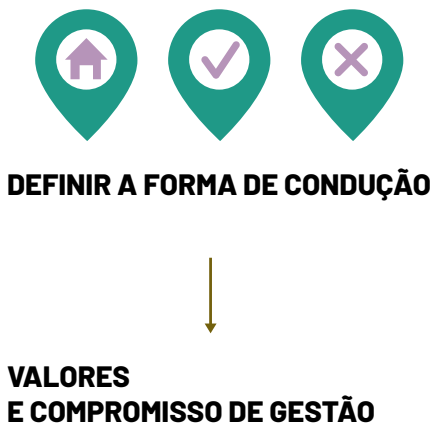 DEFINIR A FORMA DE CONDUÇÃO
VALORES
E COMPROMISSO DE GESTÃO